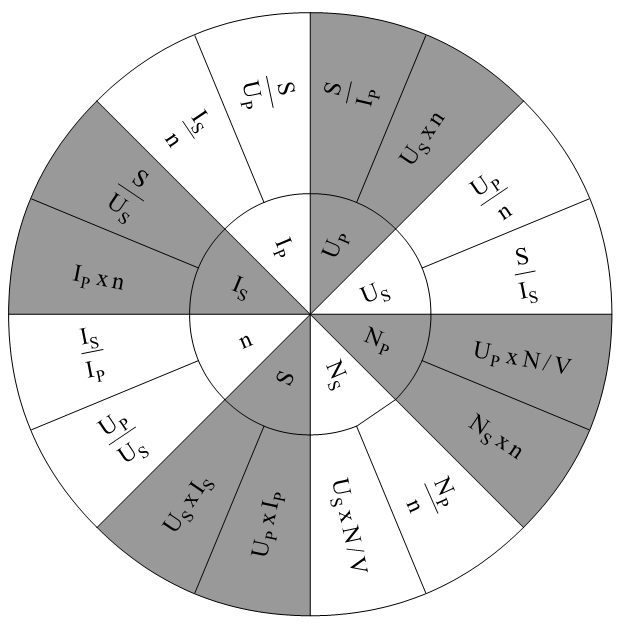 S
I_P
U_S x n
U_P
n
S
I_S
U_P x N/V
N_S x n
N_P
n
U_S x N/V
U_P x I_P
U_S x I_S
U_P
U_S
I_S
I_P
I_P x n
S
U_S
I_S
n
S
U_P
U_P
U_S
N_P
N_S
S
n
I_S
I_P